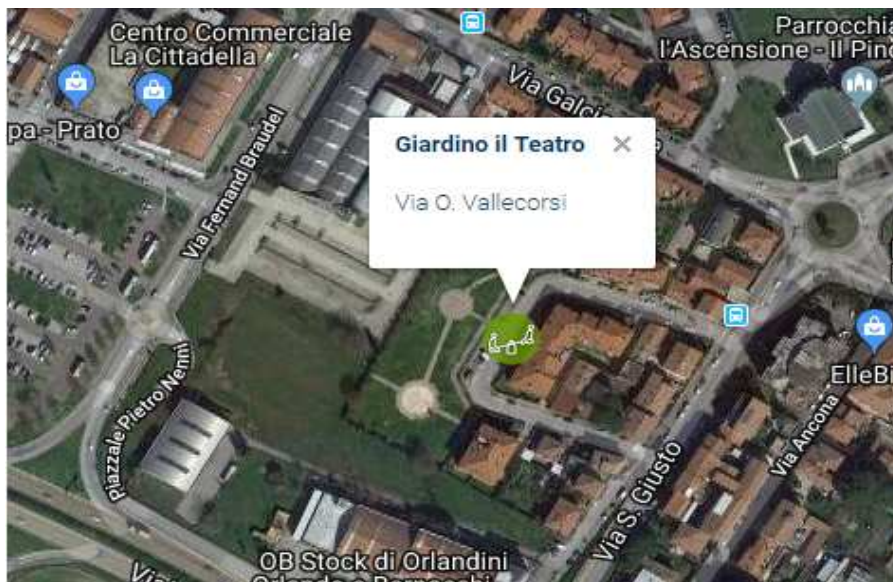 Centro Commerciale
La Cittadella
Parrocchia
l'Ascensione - Il Pino
pa - Prato
Via Galci
Via Fernand Braudel
Giardino il Teatro
Via O. Vallecorsi
Piazzale Pietro Nenni
ElleBi
Via Ancona
Via S. Giusto
OB Stock di Orlandini